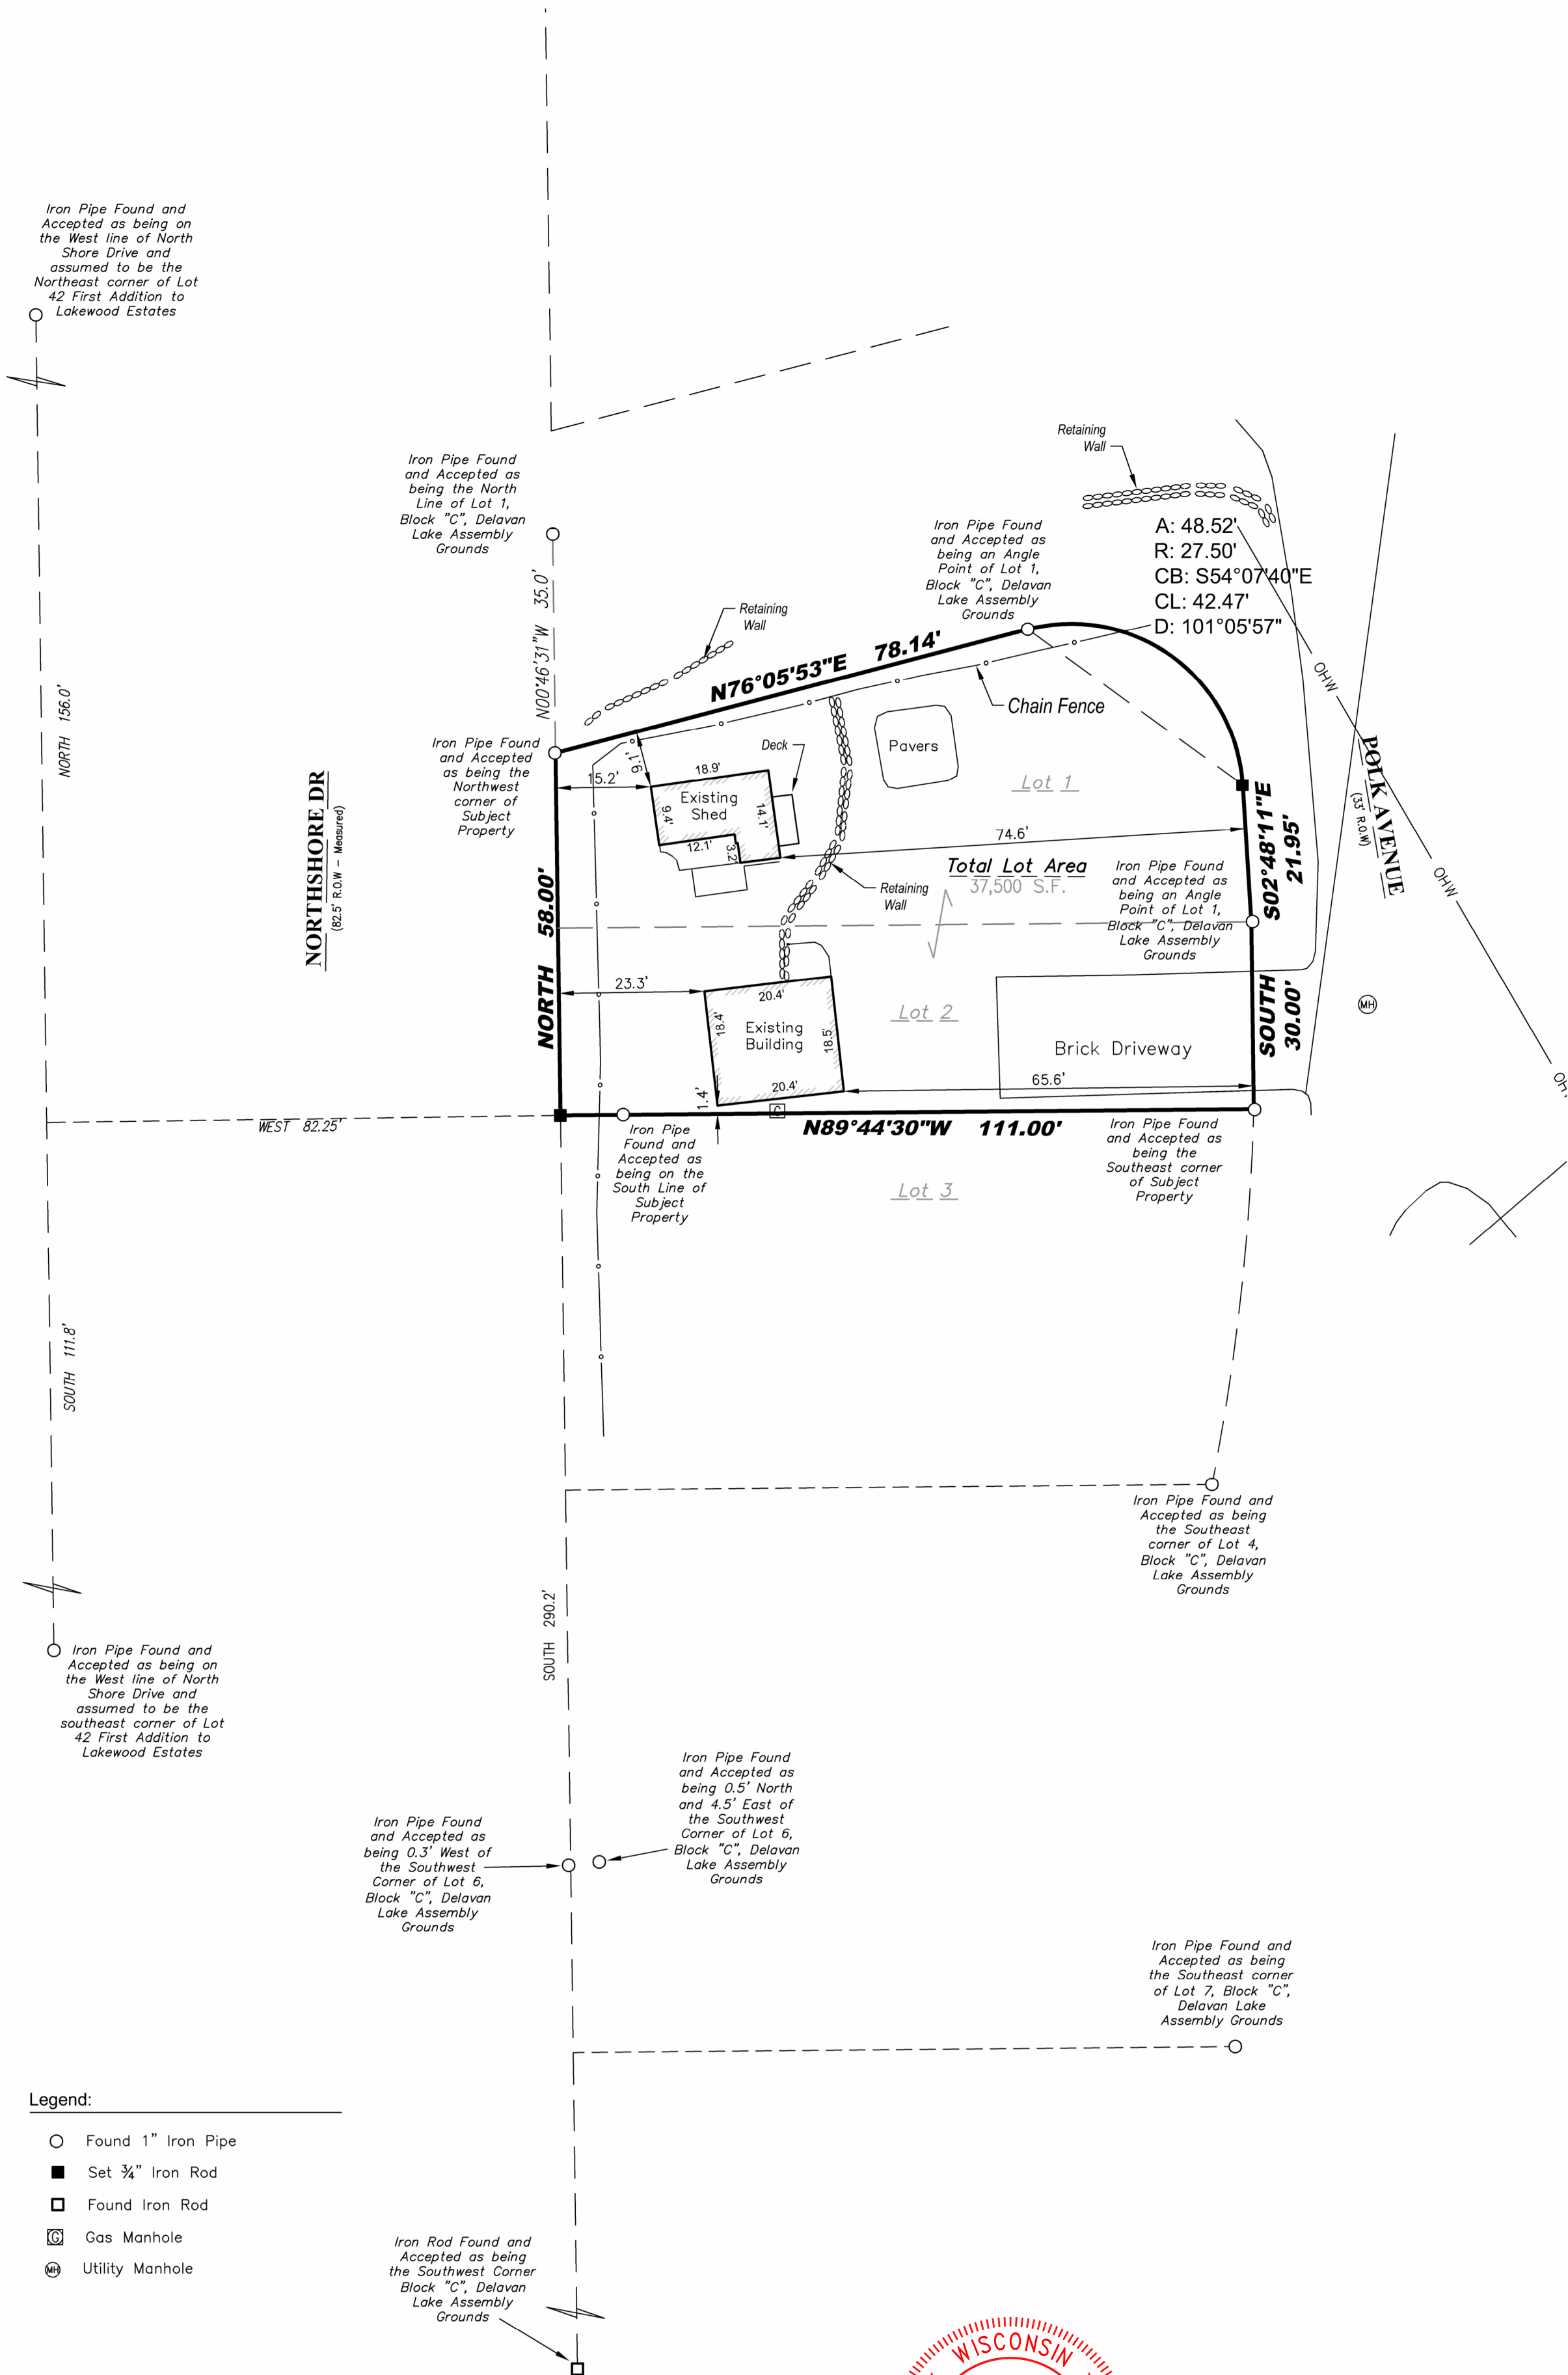 Iron Pipe Found and
Accepted as being on
the West line of North
Shore Drive and
assumed to be the
Northeast corner of Lot
42 First Addition to
Lakewood Estates
Retaining
Wall
Iron Pipe Found
and Accepted as
being the North
Line of Lot 1,
Block "C", Delavan
Lake Assembly
Grounds
Iron Pipe Found
and Accepted as
being an Angle
Point of Lot 1,
Block "C", Delavan
Lake Assembly
Grounds
A: 48.52'
R: 27.50'
CB: S54°07'40"E
CL: 42.47'
D: 101°05'57"
N00°46'31"W 35.0'
Retaining
Wall
N76°05'53"E 78.14'
OHW
Chain Fence
NORTH 156.0'
Iron Pipe Found
and Accepted
as being the
Northwest
corner of
Subject
Property
9.1'
Deck
Pavers
POLK AVENUE
(33' R.O.W)
NORTHSHORE DR
(82.5' R.O.W - Measured)
15.2'
18.9'
Existing
Shed
9.4'
14.1'
12.1'
3.2'
Lot 1
S02°48'11"E
21.95'
74.6'
Total Lot Area
37,500 S.F.
Iron Pipe Found
and Accepted as
being an Angle
Point of Lot 1,
Block "C", Delavan
Lake Assembly
Grounds
OHW
Retaining
Wall
NORTH 58.00'
23.3'
20.4'
18.4'
Existing
Building
18.5'
20.4'
1.4'
Lot 2
Brick Driveway
SOUTH
30.00'
MH
65.6'
G
WEST 82.25'
N89°44'30"W 111.00'
Iron Pipe
Found and
Accepted as
being on the
South Line of
Subject
Property
Iron Pipe Found
and Accepted as
being the
Southeast corner
of Subject
Property
Lot 3
SOUTH 111.8'
Iron Pipe Found and
Accepted as being
the Southeast
corner of Lot 4,
Block "C", Delavan
Lake Assembly
Grounds
SOUTH 290.2'
Iron Pipe Found and
Accepted as being on
the West line of North
Shore Drive and
assumed to be the
southeast corner of Lot
42 First Addition to
Lakewood Estates
Iron Pipe Found
and Accepted as
being 0.5' North
and 4.5' East of
the Southwest
Corner of Lot 6,
Block "C", Delavan
Lake Assembly
Grounds
Iron Pipe Found
and Accepted as
being 0.3' West of
the Southwest
Corner of Lot 6,
Block "C", Delavan
Lake Assembly
Grounds
Iron Pipe Found and
Accepted as being
the Southeast corner
of Lot 7, Block "C",
Delavan Lake
Assembly Grounds
Legend:
Found 1" Iron Pipe
Set ¾" Iron Rod
Found Iron Rod
G Gas Manhole
MH Utility Manhole
Iron Rod Found and
Accepted as being
the Southwest Corner
Block "C", Delavan
Lake Assembly
Grounds
WISCONSIN